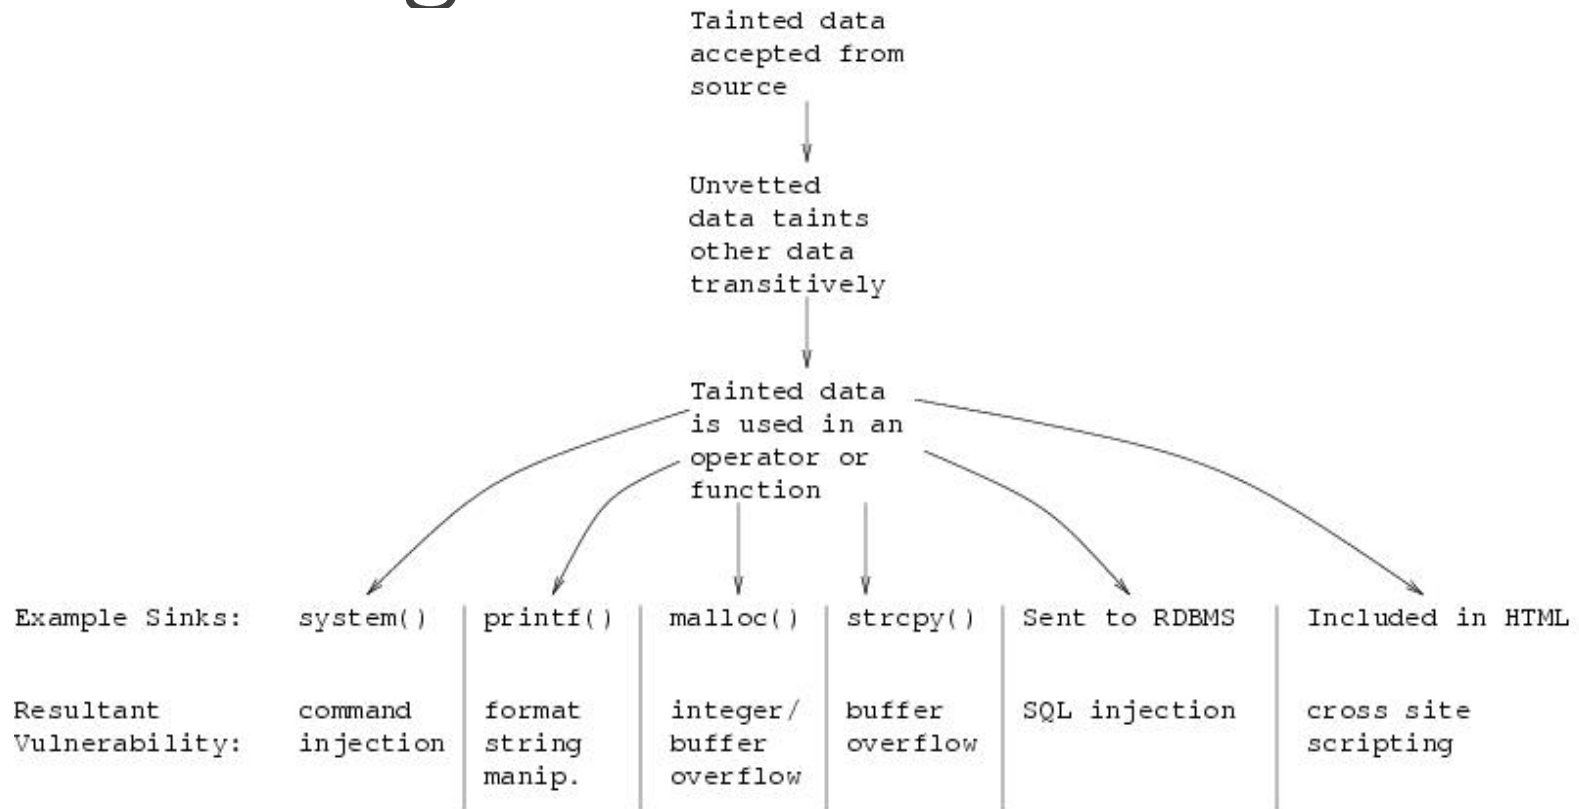 Tainted data
accepted from
source
Unvetted
data taints
other data
transitively
Tainted data
is used in an
operator or
function
Example Sinks: system() printf() malloc() strcpy() Sent to RDBMS Included in HTML
Resultant command format integer/ buffer SQL injection cross site
Vulnerability: injection string buffer overflow scripting
manip. overflow